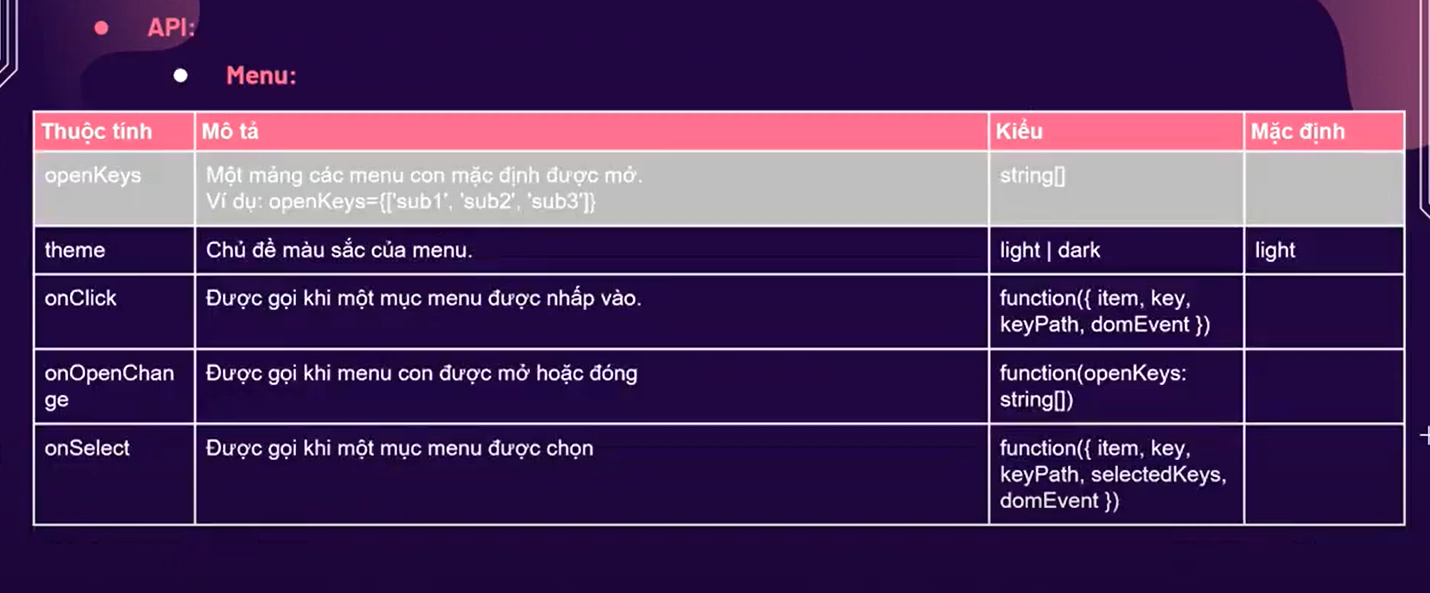 API:
Menu:
Thuộc tính Mô tả Kiểu Mặc định
openKeys Một mảng các menu con mặc định được mở. string[]
Ví dụ: openKeys={['sub1', 'sub2', 'sub3']}
theme Chủ đề màu sắc của menu. light | dark light
onClick Được gọi khi một mục menu được nhấp vào. function({ item, key,
keyPath, domEvent })
onOpenChan Được gọi khi menu con được mở hoặc đóng function(openKeys:
ge string[])
onSelect Được gọi khi một mục menu được chọn function({ item, key,
keyPath, selectedKeys,
domEvent })